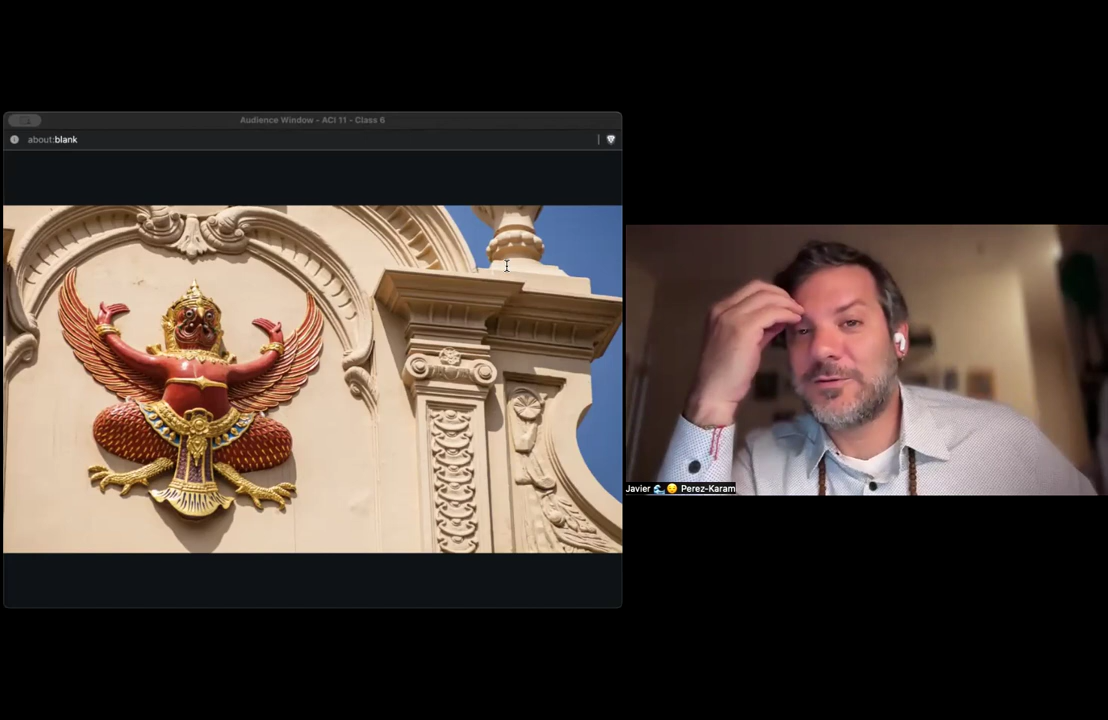 Audience Window - ACI 11 - Class 6
about:blank
Javier 🌊 😏 Perez-Karam